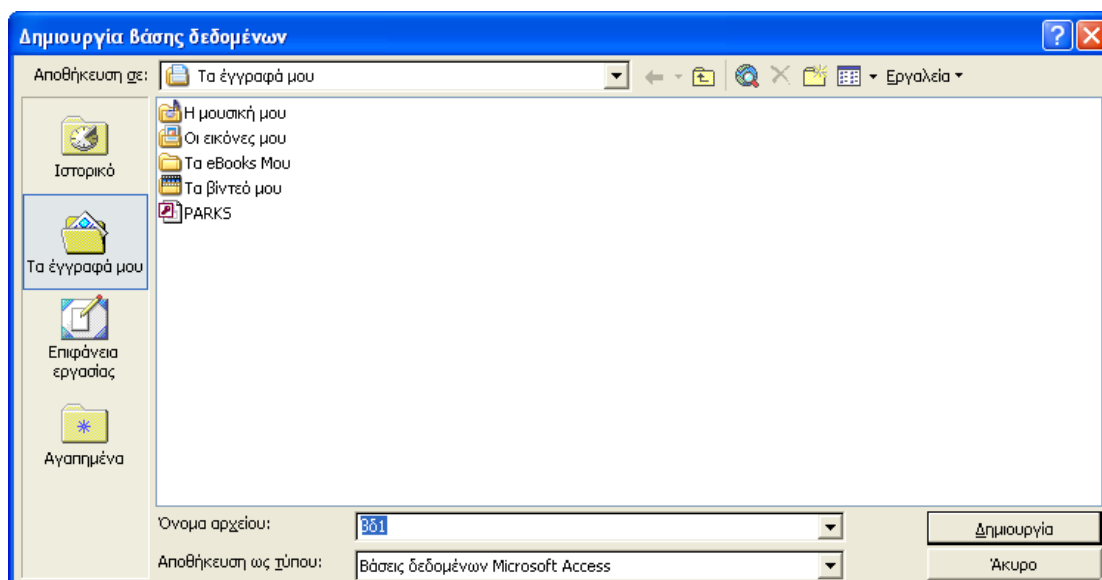 Δημιουργία βάσης δεδομένων
Αποθήκευση σε: Τα έγγραφά μου Εργαλεία
Ιστορικό
Τα έγγραφά μου
Επιφάνεια
εργασίας
Αγαπημένα
Η μουσική μου
Οι εικόνες μου
Τα eBooks Μου
Τα βίντεό μου
PARKS
Όνομα αρχείου: βδ1 Δημιουργία
Αποθήκευση ως τύπου: Βάσεις δεδομένων Microsoft Access Άκυρο